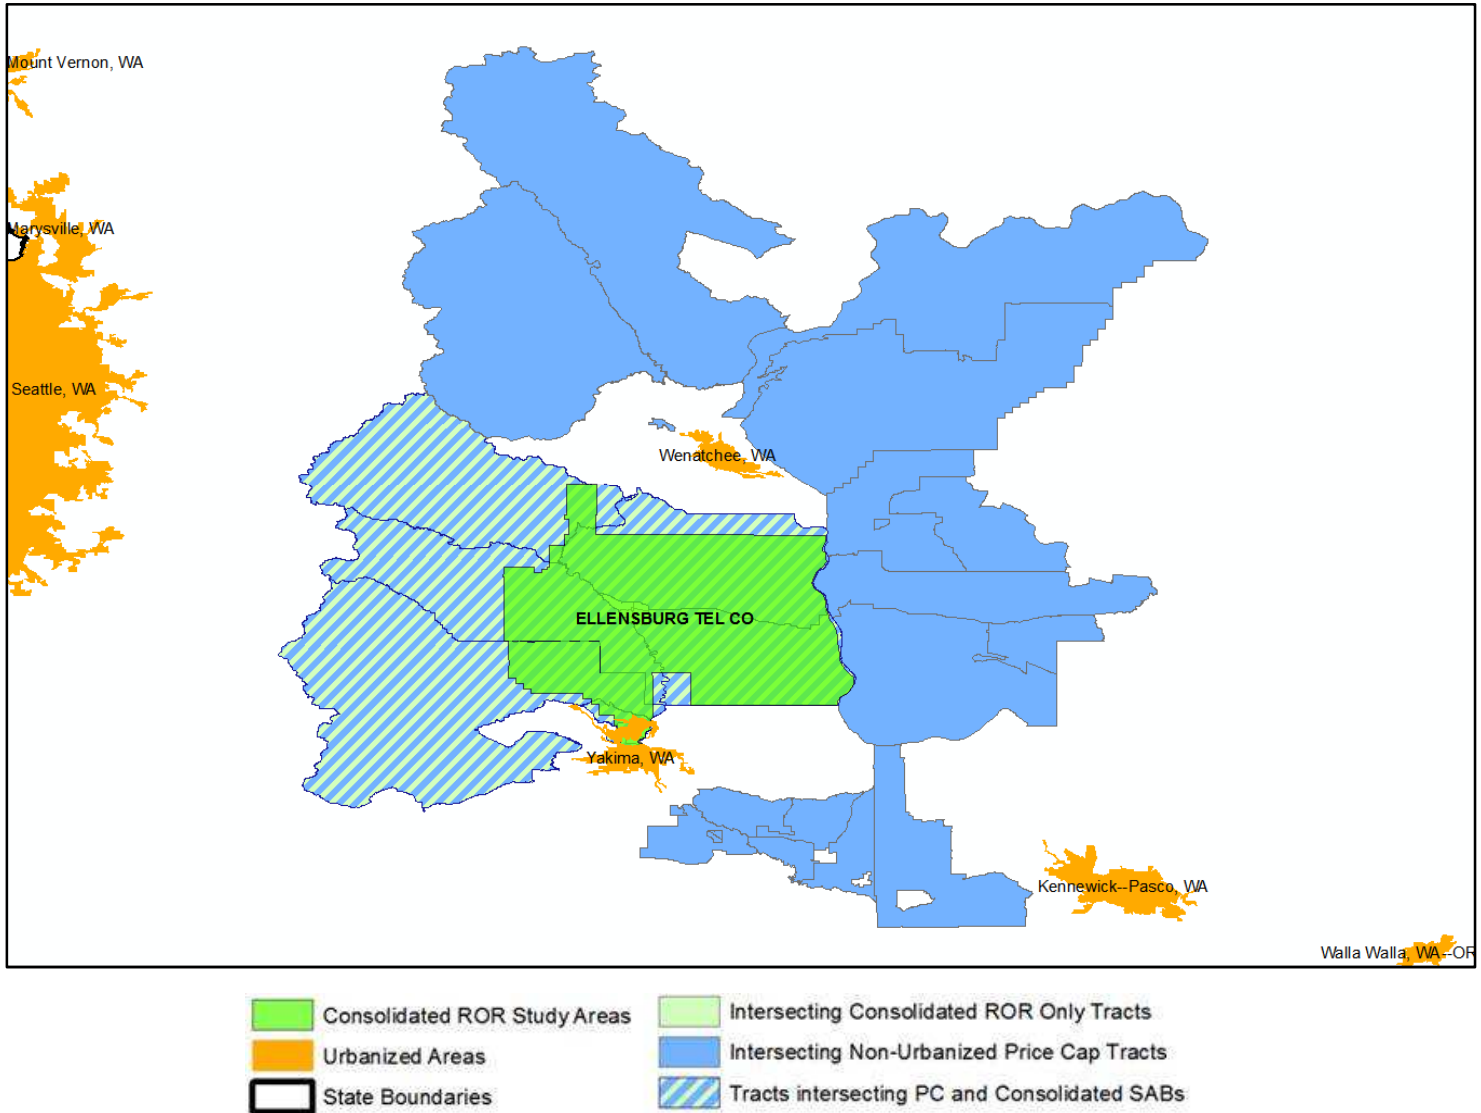 Mount Vernon, WA
Marysville, WA
Seattle, WA
Wenatchee, WA
ELLENSBURG TEL CO
Yakima, WA
Kennewick--Pasco, WA
Walla Walla, WA--OR
Consolidated ROR Study Areas
Urbanized Areas
State Boundaries
Intersecting Consolidated ROR Only Tracts
Intersecting Non-Urbanized Price Cap Tracts
Tracts intersecting PC and Consolidated SABs